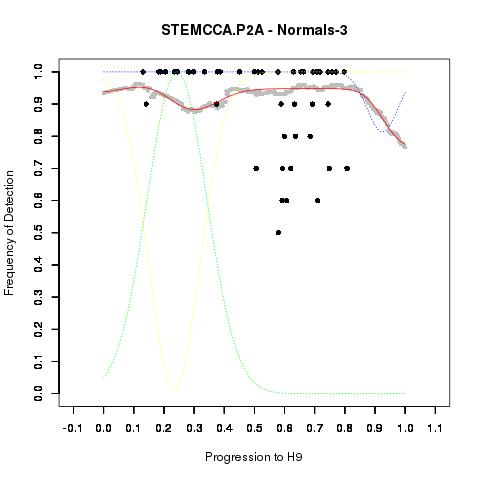 STEMCCA.P2A - Normals-3
Frequency of Detection
1.0
0.9
0.8
0.7
0.6
0.5
0.4
0.3
0.2
0.1
0.0
-0.1 0.0 0.1 0.2 0.3 0.4 0.5 0.6 0.7 0.8 0.9 1.0 1.1
Progression to H9